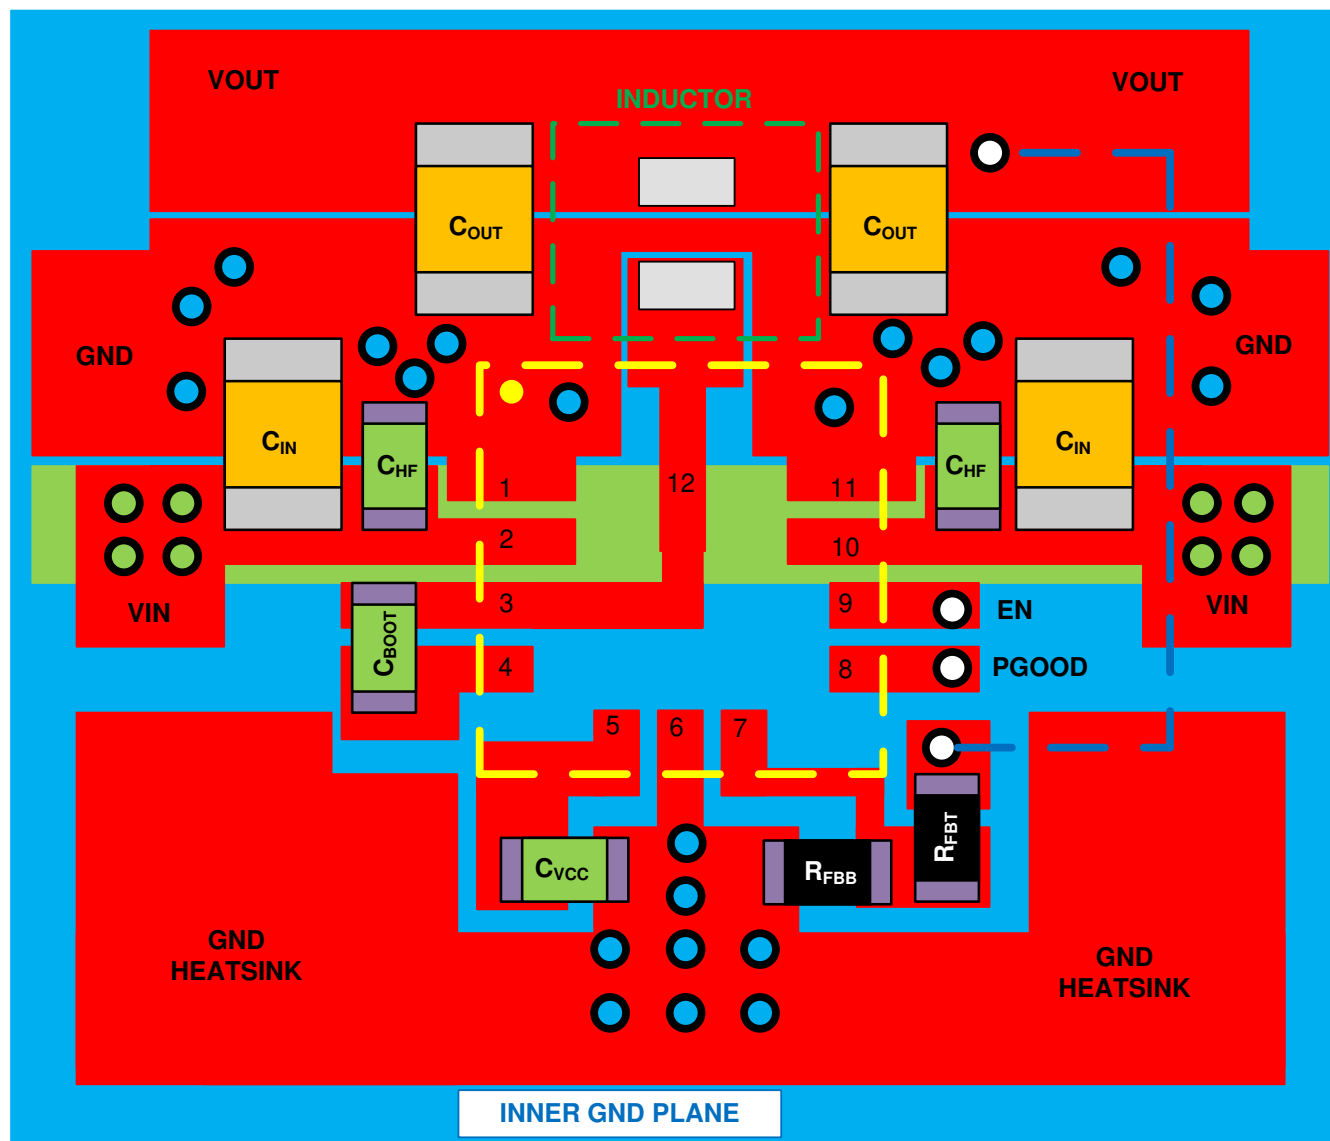 VOUT
VOUT
INDUCTOR
COUT
COUT
GND
GND
CIN
CHF
CHF
CIN
1
12
11
2
10
VIN
3
9
EN
VIN
CBOOT
4
8
PGOOD
5
6
7
CVCC
RFBB
RFBT
GND
HEATSINK
GND
HEATSINK
INNER GND PLANE